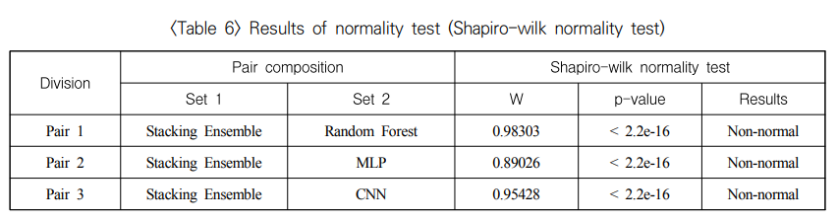 〈Table 6〉 Results of normality test (Shapiro-wilk normality test)
Division Pair composition Shapiro-wilk normality test
Set 1 Set 2 W p-value Results
Pair 1 Stacking Ensemble Random Forest 0.98303 < 2.2e-16 Non-normal
Pair 2 Stacking Ensemble MLP 0.89026 < 2.2e-16 Non-normal
Pair 3 Stacking Ensemble CNN 0.95428 < 2.2e-16 Non-normal